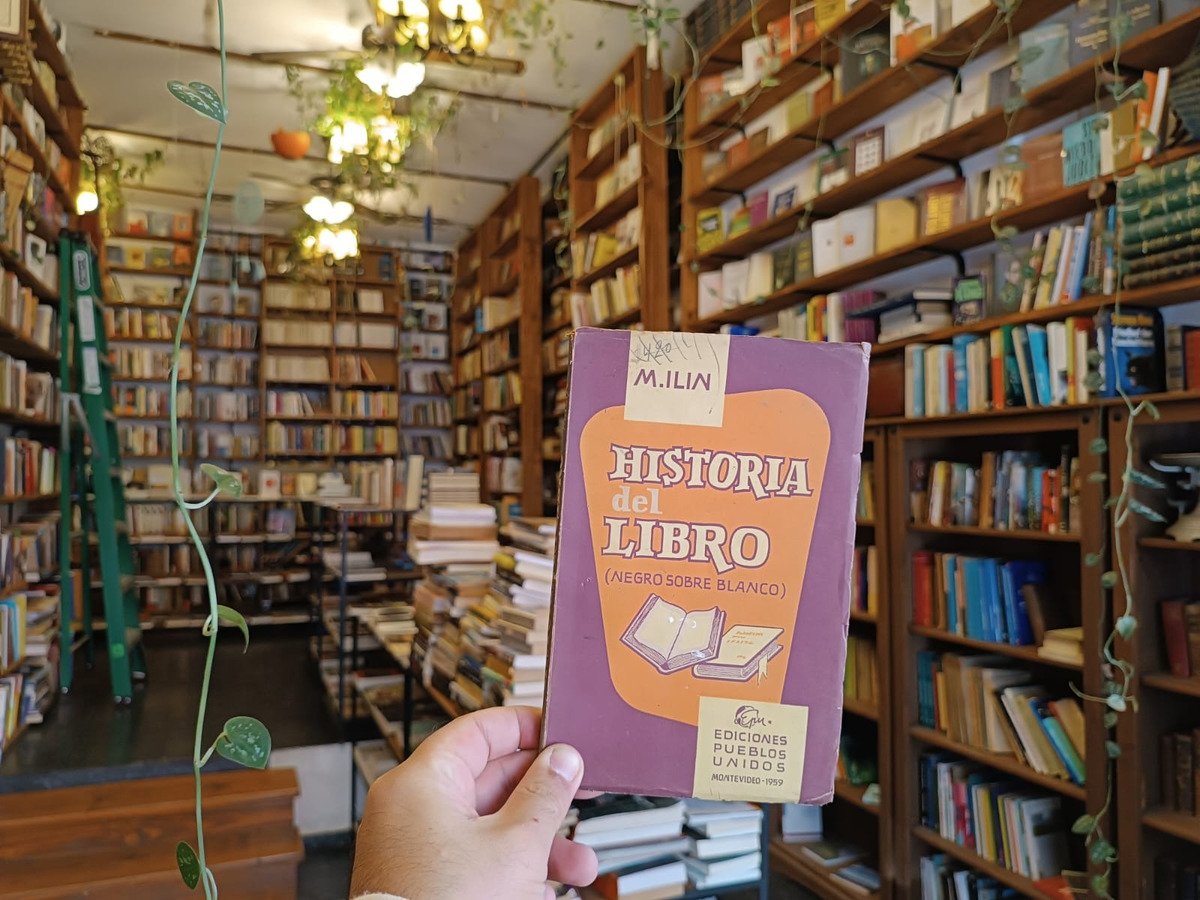 M.ILIN
HISTORIA
del
LIBRO
(NEGRO SOBRE BLANCO)
EPU
EDICIONES
PUEBLOS
UNIDOS
MONTEVIDEO-1959